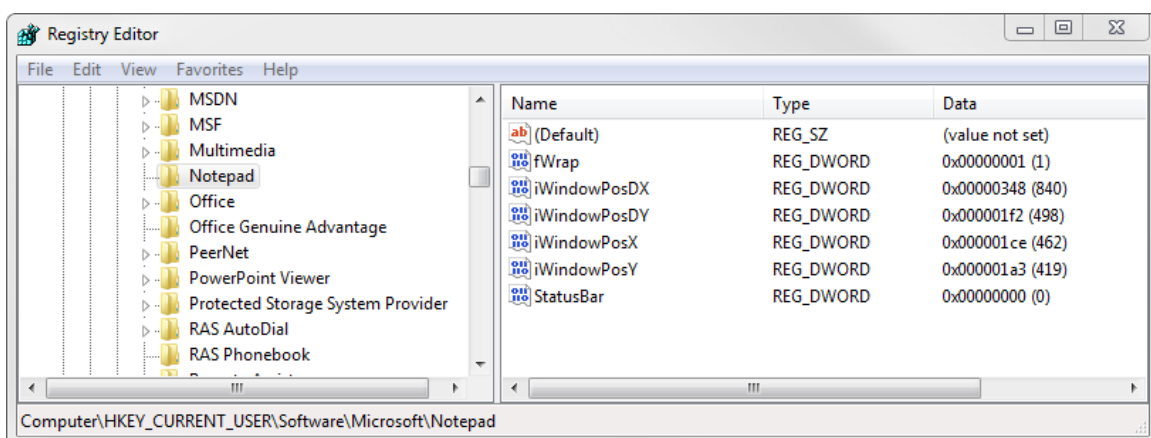 Registry Editor
File Edit View Favorites Help
MSDN
MSF
Multimedia
Notepad
Office
Office Genuine Advantage
PeerNet
PowerPoint Viewer
Protected Storage System Provider
RAS AutoDial
RAS Phonebook
Name Type Data
ab (Default) REG_SZ (value not set)
fWrap REG_DWORD 0x00000001 (1)
iWindowPosDX REG_DWORD 0x00000348 (840)
iWindowPosDY REG_DWORD 0x000001f2 (498)
iWindowPosX REG_DWORD 0x000001ce (462)
iWindowPosY REG_DWORD 0x000001a3 (419)
StatusBar REG_DWORD 0x00000000 (0)
Computer\HKEY_CURRENT_USER\Software\Microsoft\Notepad